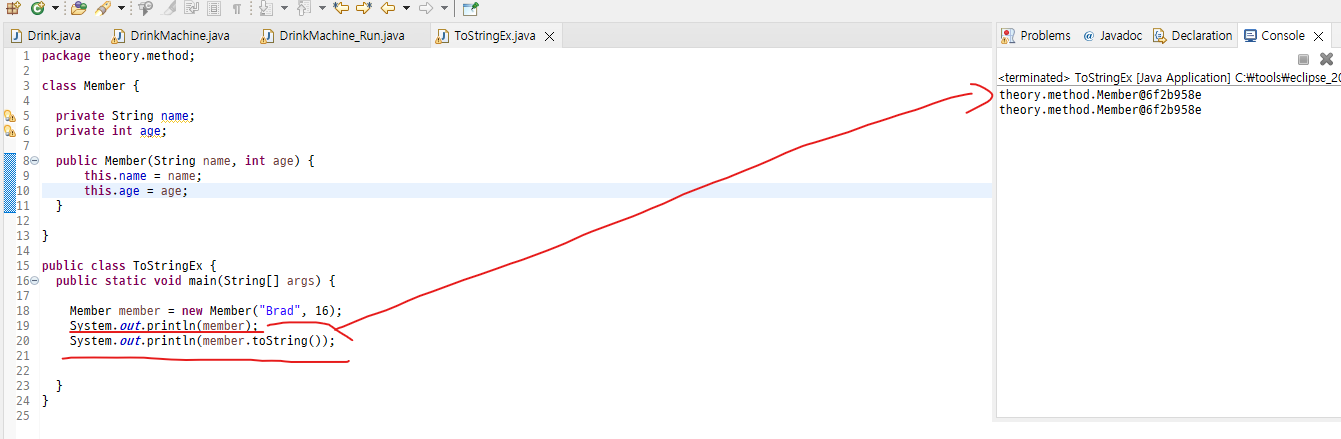 Drink.java DrinkMachine.java DrinkMachine_Run.java ToStringEx.java
1 package theory.method;
2
3 class Member {
4
5 private String name;
6 private int age;
7
8 public Member(String name, int age) {
9 this.name = name;
10 this.age = age;
11 }
12
13 }
14
15 public class ToStringEx {
16 public static void main(String[] args) {
17
18 Member member = new Member("Brad", 16);
19 System.out.println(member);
20 System.out.println(member.toString());
21
22
23 }
24 }
25
Problems @ Javadoc Declaration Console
<terminated> ToStringEx [Java Application] C:₩tools₩eclipse_20
theory.method.Member@6f2b958e
theory.method.Member@6f2b958e